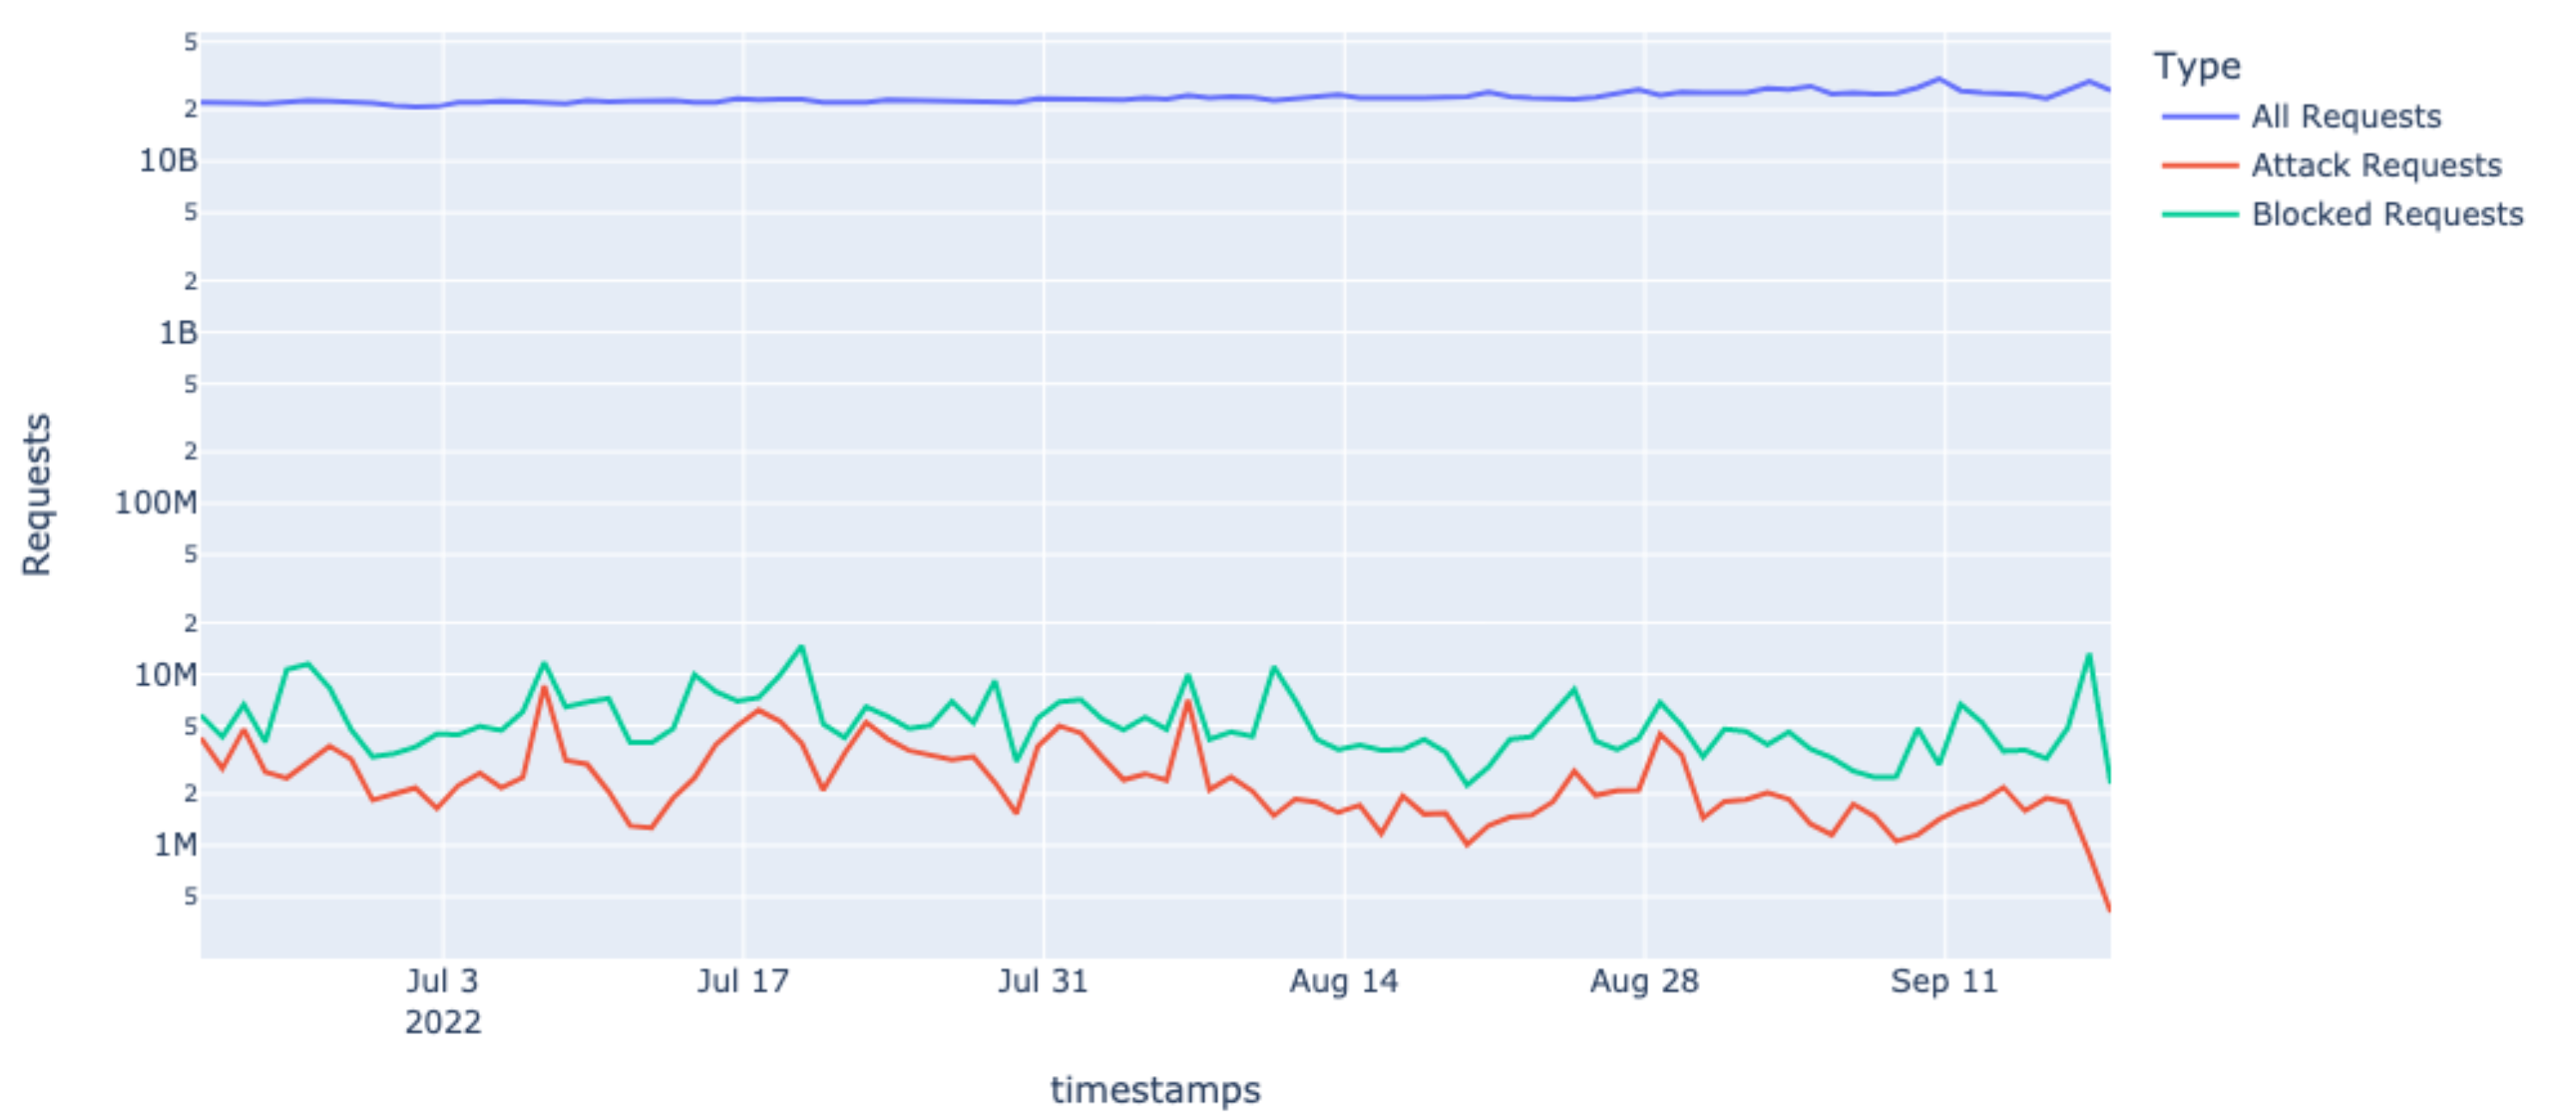 5
2
10B
5
2
1B
5
2
100M
5
2
10M
5
2
1M
5
Requests
Jul 3
2022
Jul 17
Jul 31
Aug 14
Aug 28
Sep 11
timestamps
Type
All Requests
Attack Requests
Blocked Requests